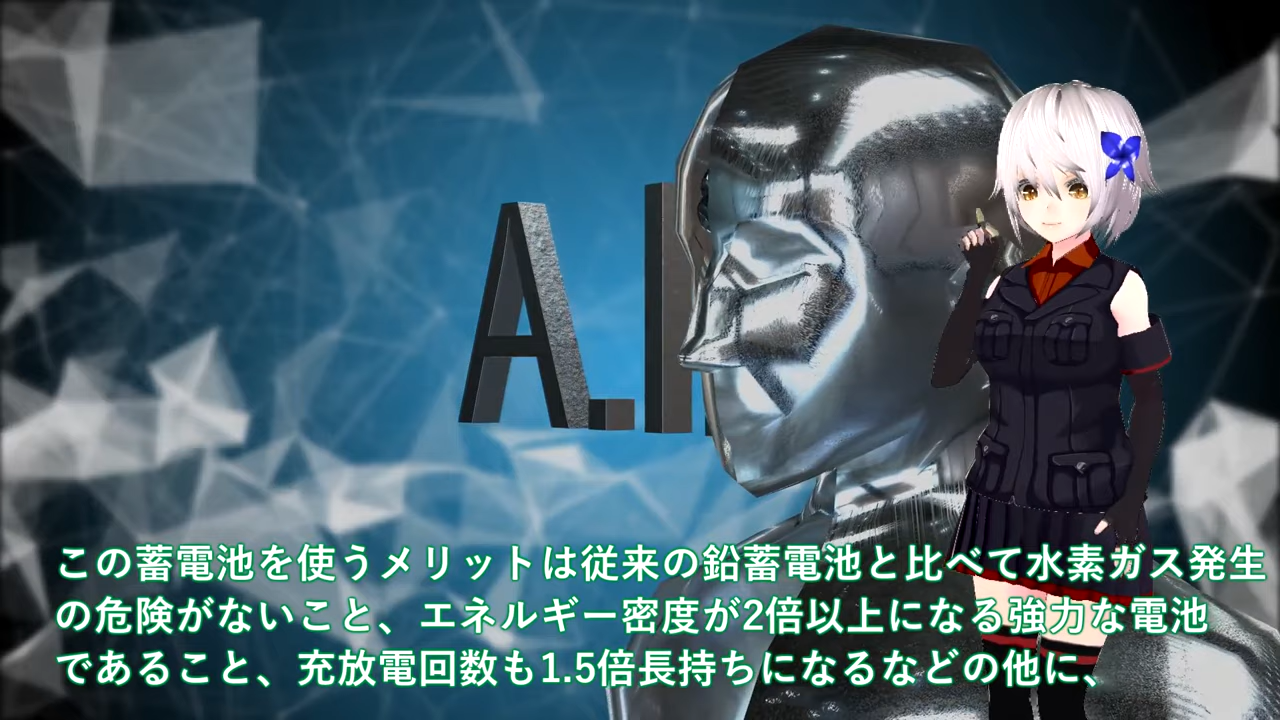 A.I.
この蓄電池を使うメリットは従来の鉛蓄電池と比べて水素ガス発生
の危険がないこと、エネルギー密度が2倍以上になる強力な電池
であること、充放電回数も1.5倍長持ちになるなどの他に、